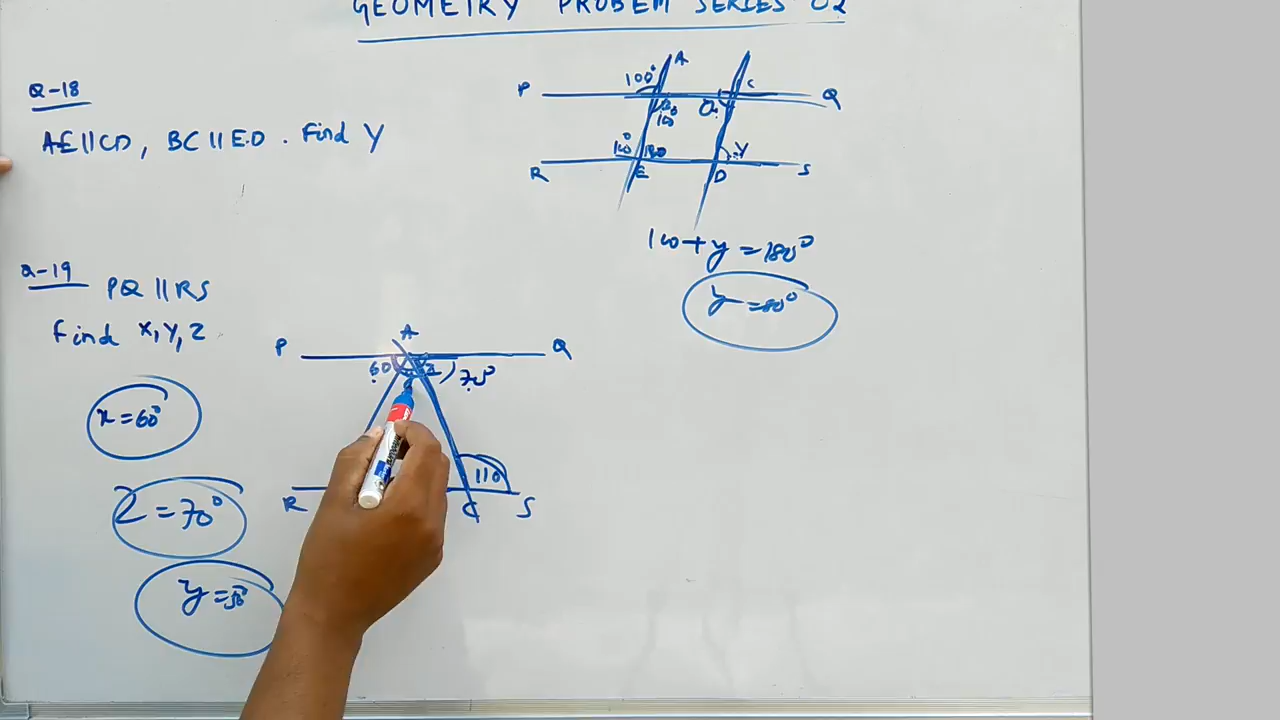 GEOMETRY PROBEM SERIES 02
Q-18
AE||CD, BC||ED. Find Y
A
100°
P
C
Q
100
100° 180
Y
R
E
D
S
100+y=180°
y=80°
Q-19
PQ||RS
Find X,Y,Z
A
P
Q
60
Z
70°
x=60°
110
R
C
S
Z=70°
y=50°